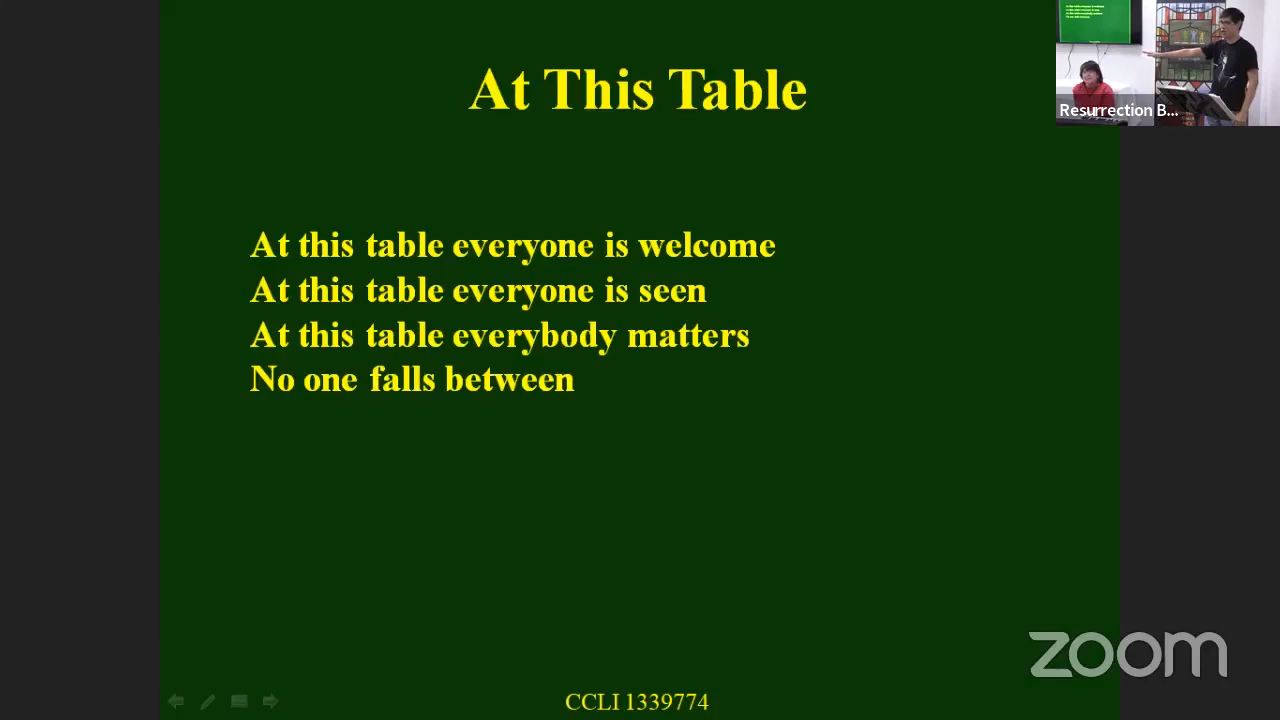 At This Table
Resurrection B...
At this table everyone is welcome
At this table everyone is seen
At this table everybody matters
No one falls between
zoom
CCLI 1339774